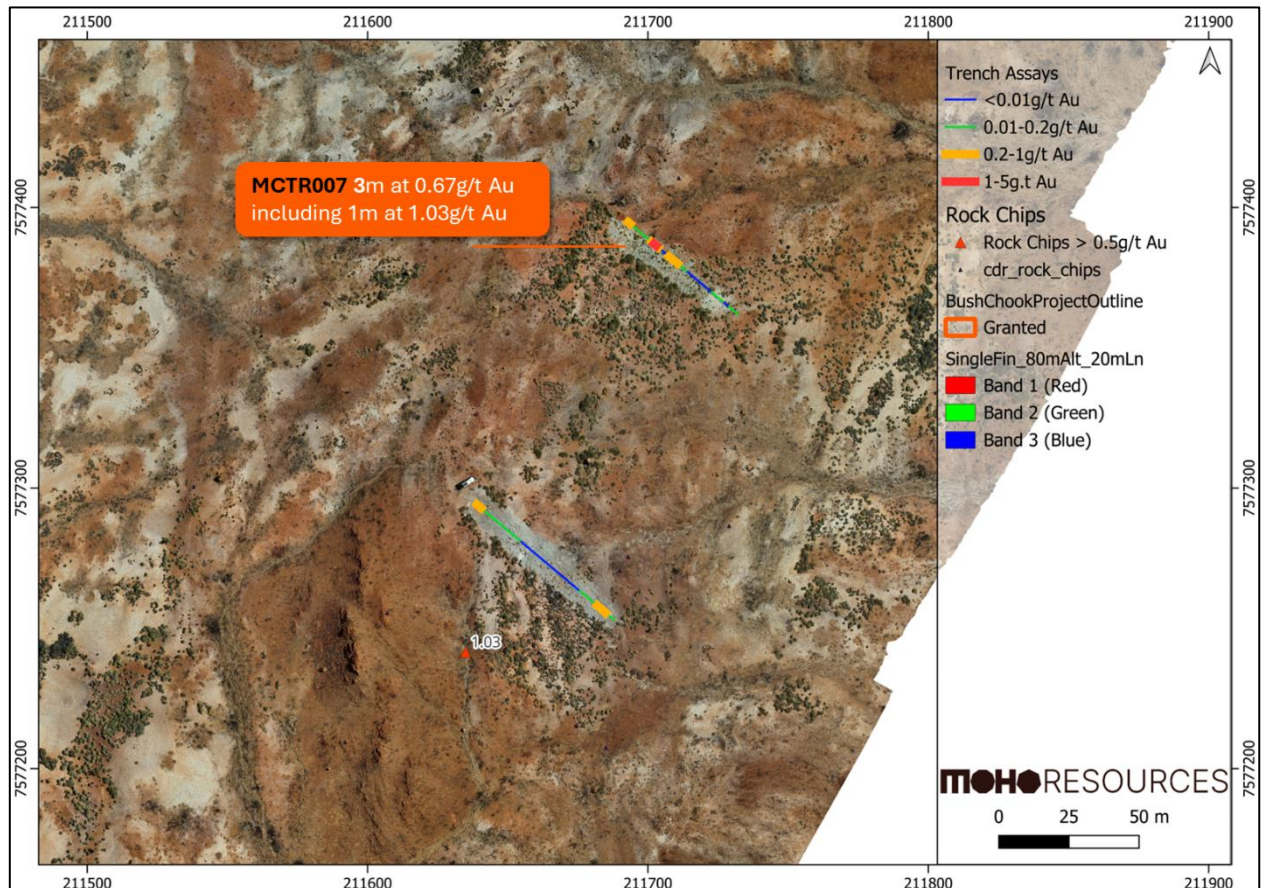 211500 211600 211700 211800 211900
Trench Assays
<0.01g/t Au
0.01-0.2g/t Au
0.2-1g/t Au
1-5g.t Au
Rock Chips
Rock Chips > 0.5g/t Au
cdr_rock_chips
BushChookProjectOutline
Granted
SingleFin_80mAlt_20mLn
Band 1 (Red)
Band 2 (Green)
Band 3 (Blue)
MCTR007 3m at 0.67g/t Au
including 1m at 1.03g/t Au
7577400 7577400
7577300 7577300
1.03
7577200 7577200
MOHORESOURCES
0 25 50 m
211500 211600 211700 211800 211900